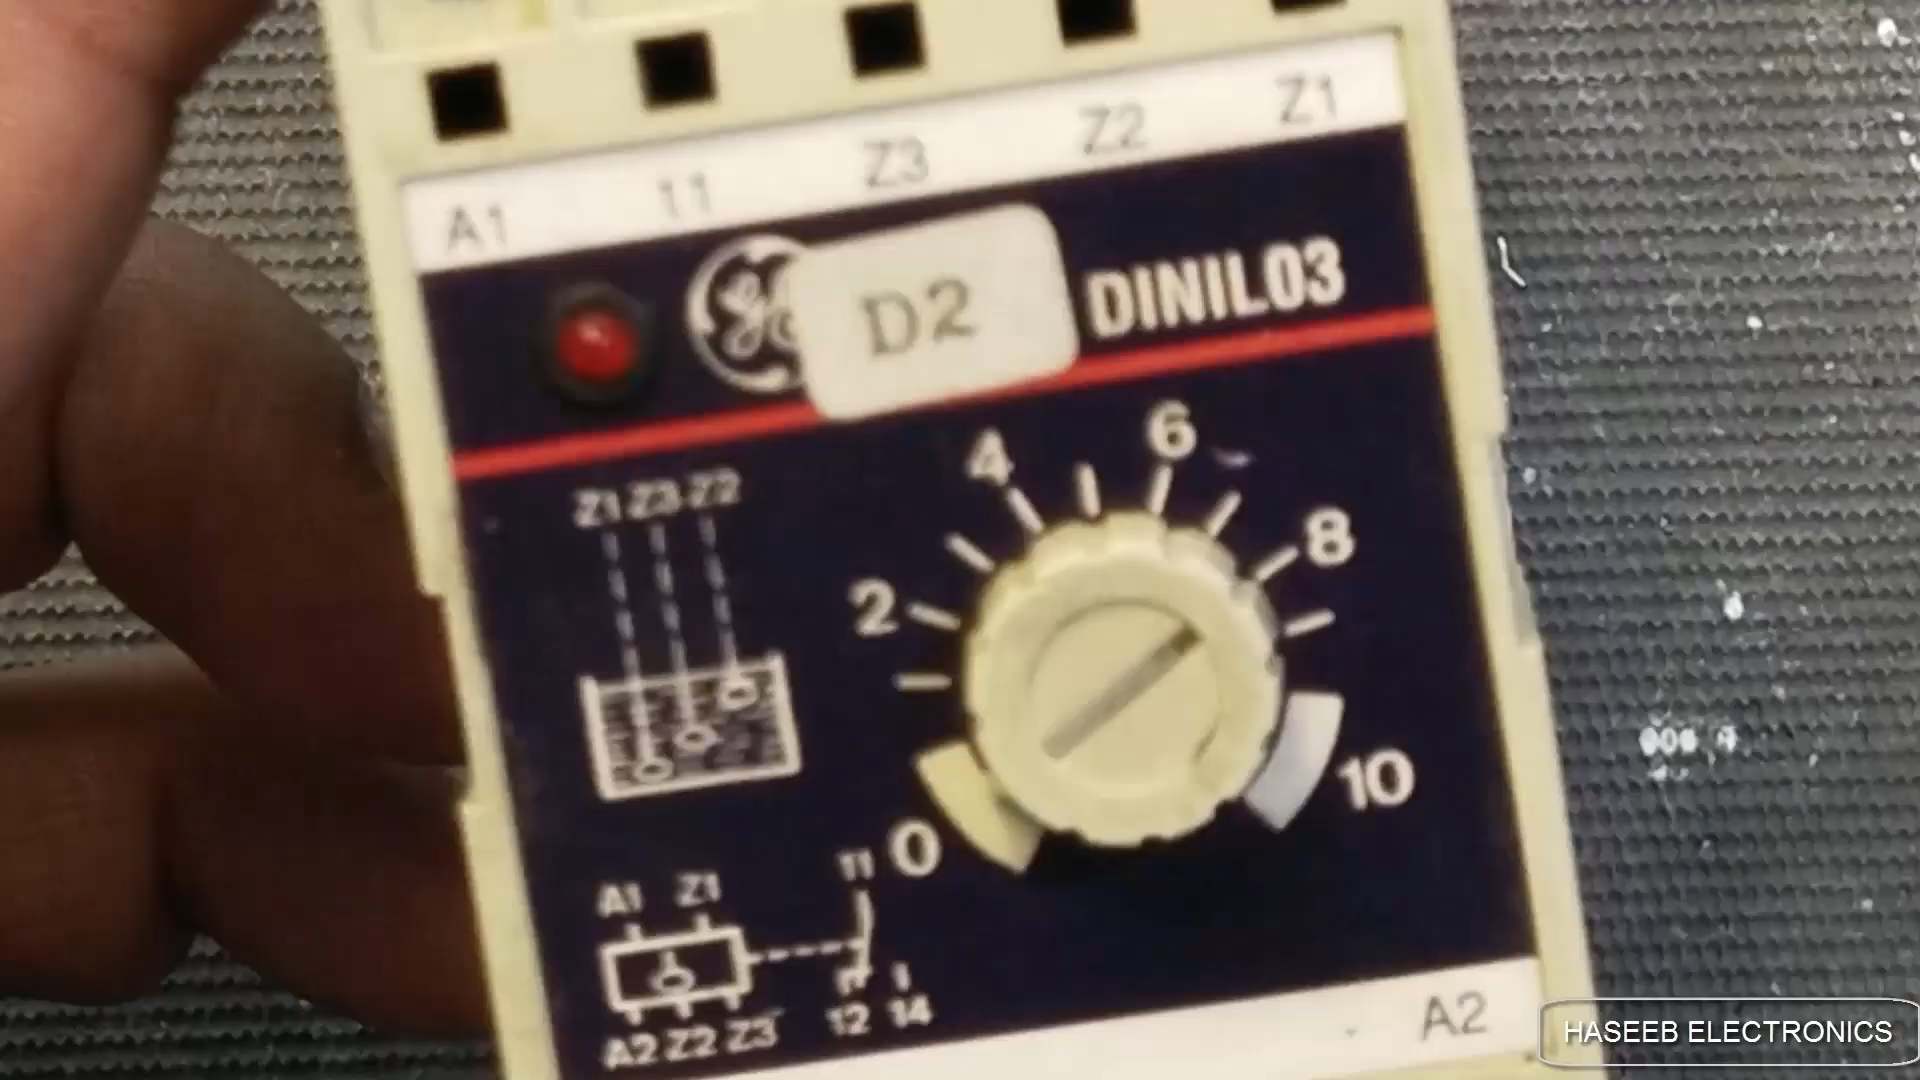 A1 11 Z3 Z2 Z1
GE D2 DINIL03
Z1 Z3 Z2
0 2 4 6 8 10
A1 Z1 11
A2 Z2 Z3 12 14
A2
HASEEB ELECTRONICS